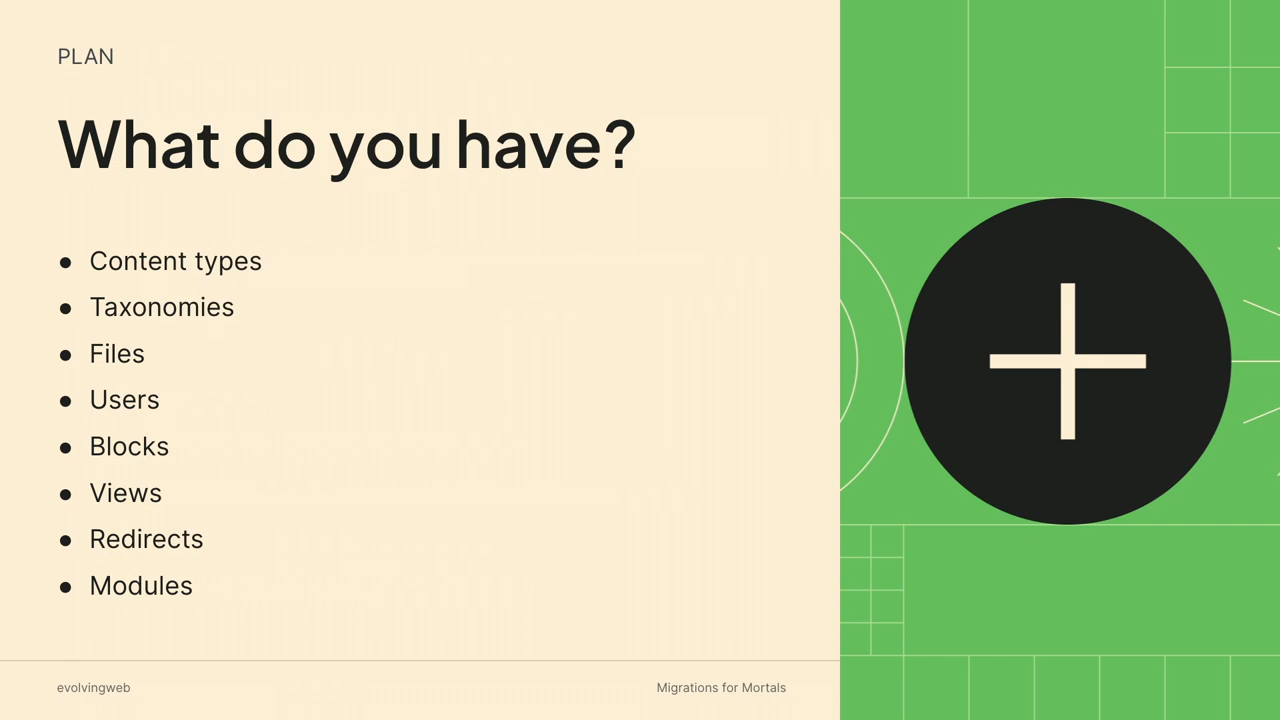 PLAN
What do you have?
● Content types
● Taxonomies
● Files
● Users
● Blocks
● Views
● Redirects
● Modules
evolvingweb
Migrations for Mortals